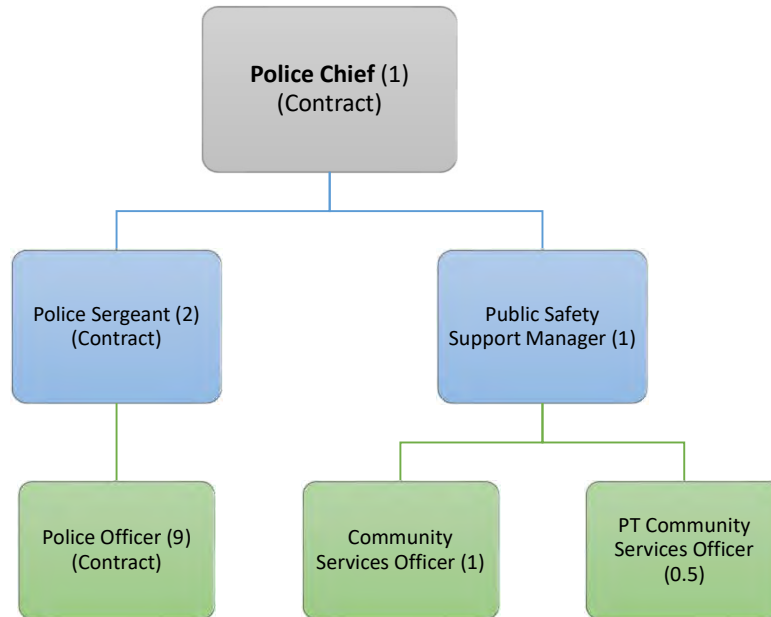 Police Chief (1)
(Contract)
Police Sergeant (2)
(Contract)
Public Safety
Support Manager (1)
Police Officer (9)
(Contract)
Community
Services Officer (1)
PT Community
Services Officer
(0.5)